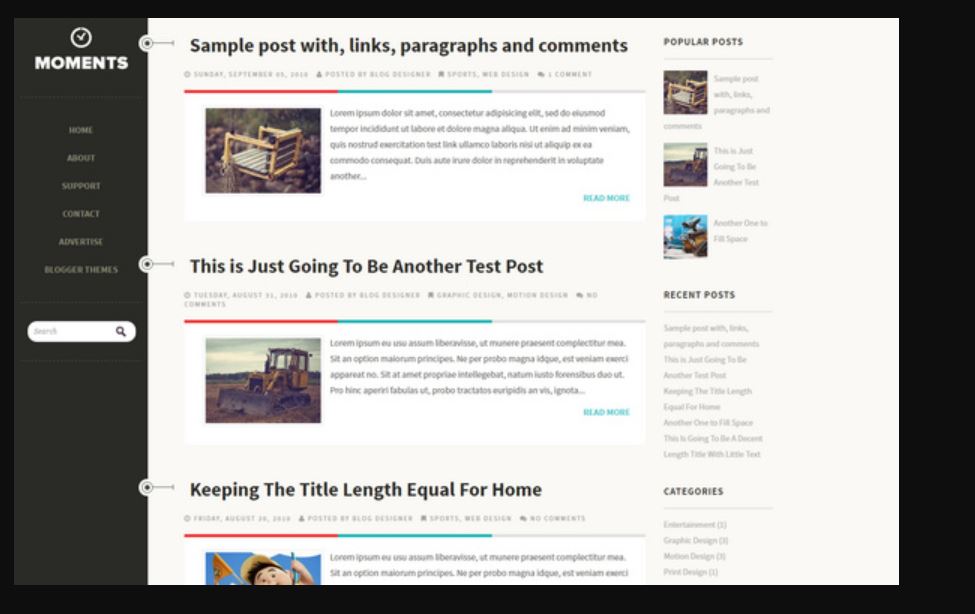 MOMENTS
HOME
ABOUT
SUPPORT
CONTACT
ADVERTISE
BLOGGER THEMES
Search
Sample post with, links, paragraphs and comments
SUNDAY, SEPTEMBER 05, 2010 POSTED BY BLOG DESIGNER SPORTS, WEB DESIGN 1 COMMENT
Lorem ipsum dolor sit amet, consectetur adipisicing elit, sed do eiusmod
tempor incididunt ut labore et dolore magna aliqua. Ut enim ad minim veniam,
quis nostrud exercitation test link ullamco laboris nisi ut aliquip ex ea
commodo consequat. Duis aute irure dolor in reprehenderit in voluptate
another...
READ MORE
This is Just Going To Be Another Test Post
TUESDAY, AUGUST 31, 2010 POSTED BY BLOG DESIGNER GRAPHIC DESIGN, MOTION DESIGN NO
COMMENTS
Lorem ipsum eu usu assum liberavisse, ut munere praesent complectitur mea.
Sit an option maiorum principes. Ne per probo magna idque, est veniam exerci
appareat no. Sit at amet propriae intellegebat, natum iusto forensibus duo ut.
Pro hinc aperiri fabulas ut, probo tractatos euripidis an vis, ignota...
READ MORE
Keeping The Title Length Equal For Home
FRIDAY, AUGUST 20, 2010 POSTED BY BLOG DESIGNER SPORTS, WEB DESIGN NO COMMENTS
Lorem ipsum eu usu assum liberavisse, ut munere praesent complectitur mea.
Sit an option maiorum principes. Ne per probo magna idque, est veniam exerci
POPULAR POSTS
Sample post
with, links,
paragraphs and
comments
This is Just
Going To Be
Another Test
Post
Another One to
Fill Space
RECENT POSTS
Sample post with, links,
paragraphs and comments
This is Just Going To Be
Another Test Post
Keeping The Title Length
Equal For Home
Another One to Fill Space
This Is Going To Be A Decent
Length Title With Little Text
CATEGORIES
Entertainment (1)
Graphic Design (3)
Motion Design (3)
Print Design (1)